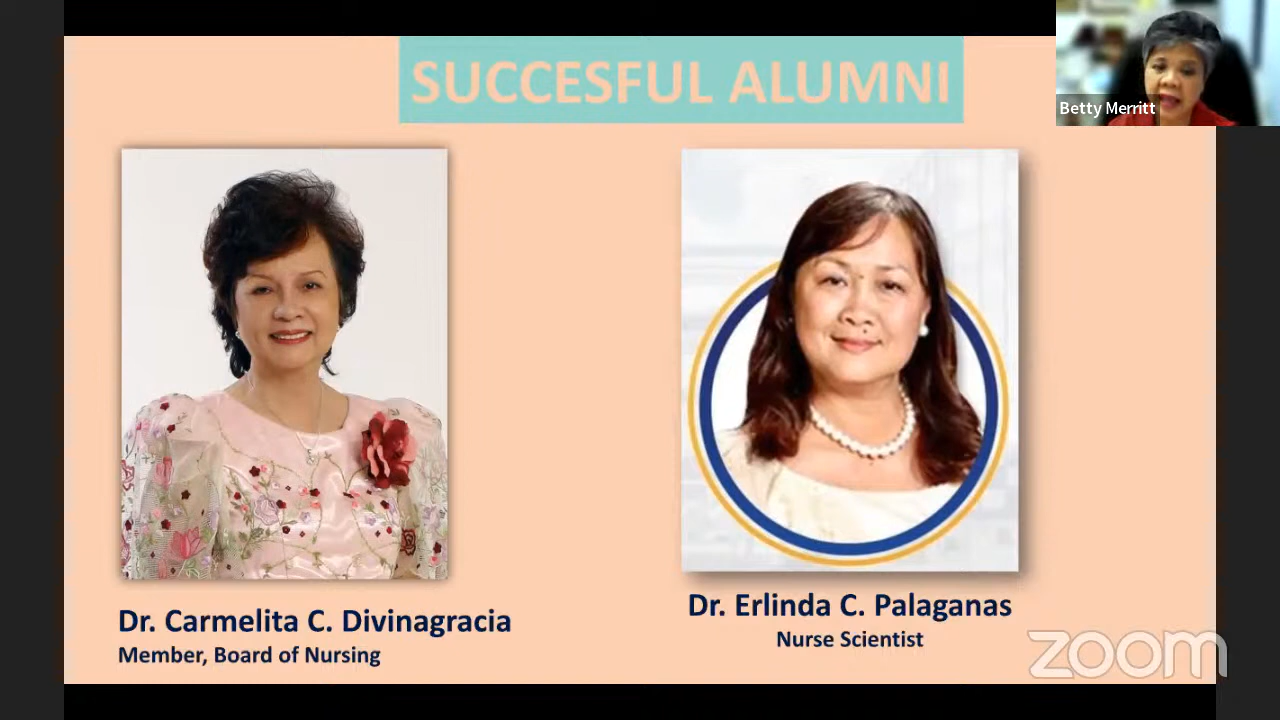 SUCCESFUL ALUMNI
Betty Merritt
Dr. Carmelita C. Divinagracia
Member, Board of Nursing
Dr. Erlinda C. Palaganas
Nurse Scientist
zoom